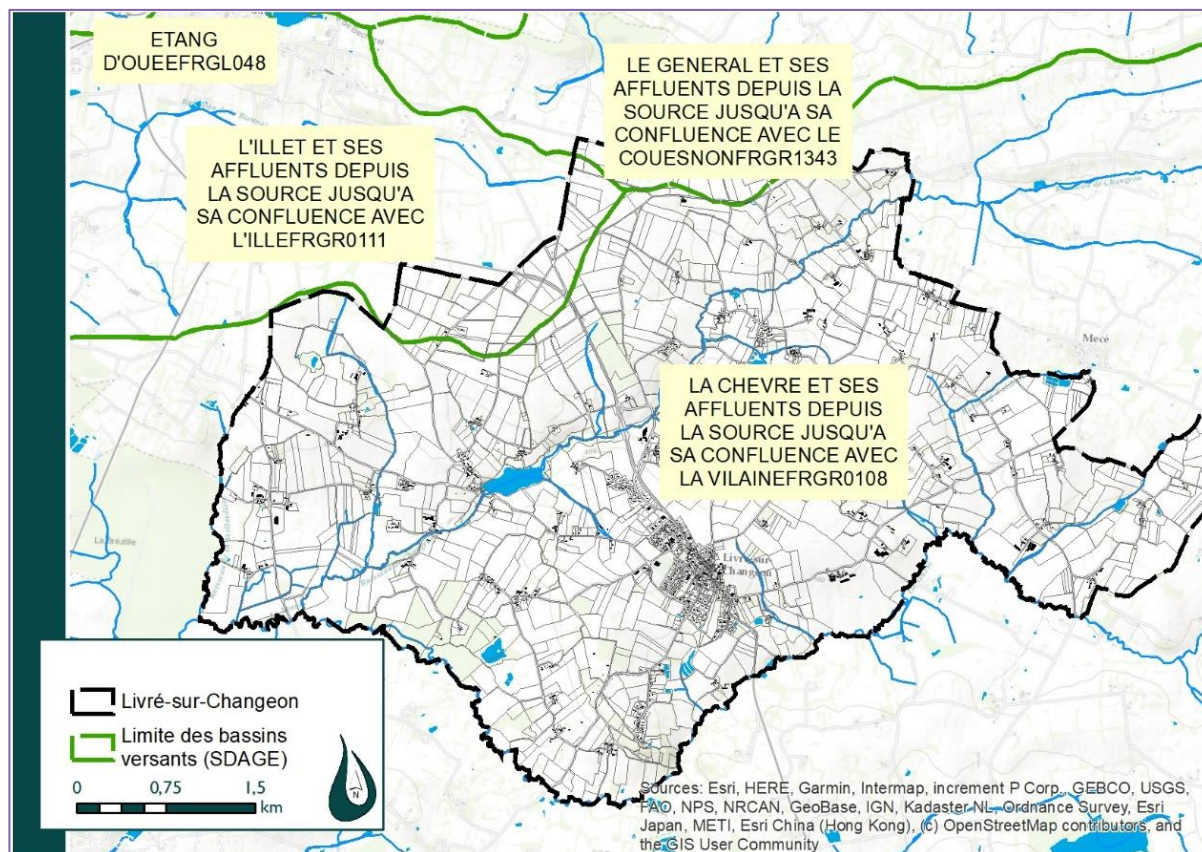 ETANG
D'OUEEFRGL048
LE GENERAL ET SES
AFFLUENTS DEPUIS LA
SOURCE JUSQU'A SA
CONFLUENCE AVEC LE
COUESNONFRGR1343
L'ILLET ET SES
AFFLUENTS DEPUIS
LA SOURCE JUSQU'A
SA CONFLUENCE AVEC
L'ILLEFRGR0111
Mecé
LA CHEVRE ET SES
AFFLUENTS DEPUIS
LA SOURCE JUSQU'A
SA CONFLUENCE AVEC
LA VILAINEFRGR0108
Livré-sur-
Changeon
Livré-sur-Changeon
Limite des bassins
versants (SDAGE)
0 0,75 1,5
km
N
Sources: Esri, HERE, Garmin, Intermap, increment P Corp., GEBCO, USGS,
FAO, NPS, NRCAN, GeoBase, IGN, Kadaster NL, Ordnance Survey, Esri
Japan, METI, Esri China (Hong Kong), (c) OpenStreetMap contributors, and
the GIS User Community